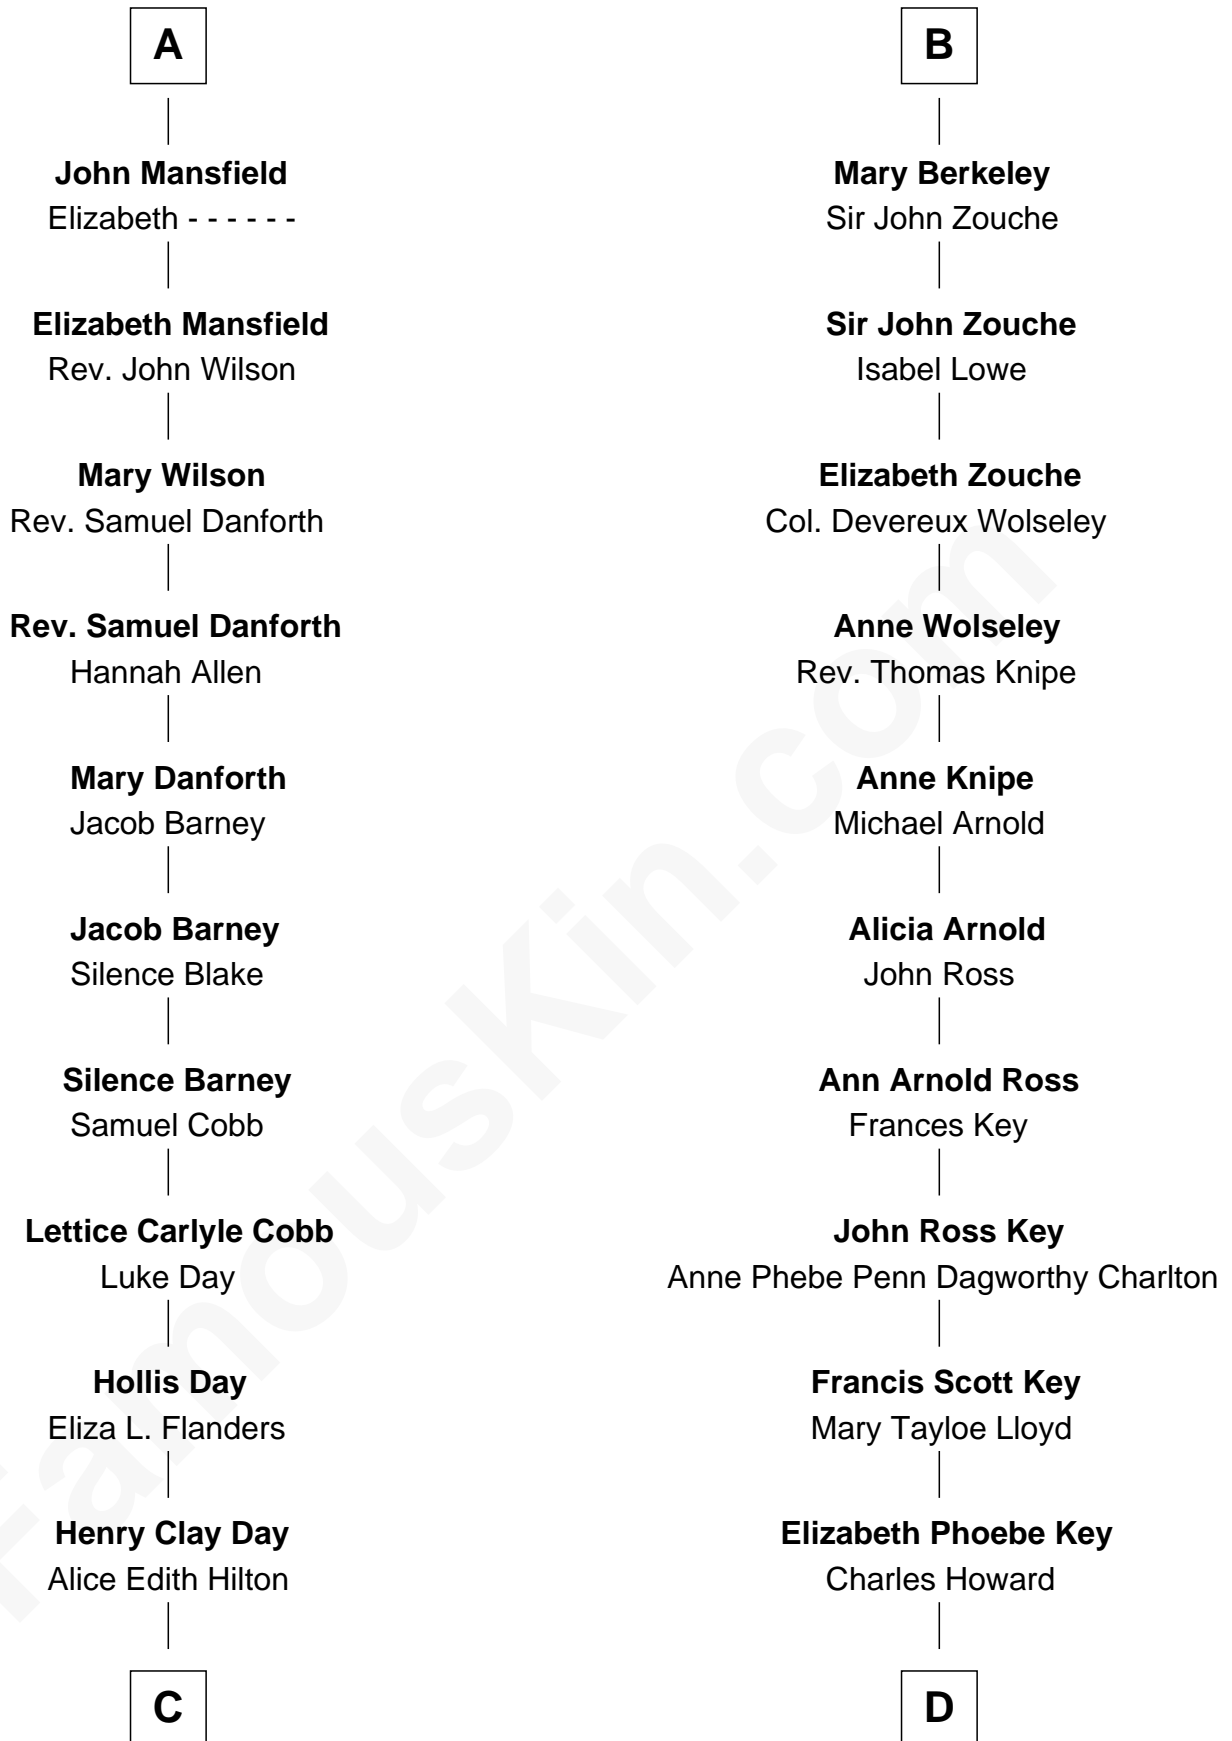 A
John Mansfield
Elizabeth - - - - - -
Elizabeth Mansfield
Rev. John Wilson
Mary Wilson
Rev. Samuel Danforth
Rev. Samuel Danforth
Hannah Allen
Mary Danforth
Jacob Barney
Jacob Barney
Silence Blake
Silence Barney
Samuel Cobb
Lettice Carlyle Cobb
Luke Day
Hollis Day
Eliza L. Flanders
Henry Clay Day
Alice Edith Hilton
C
B
Mary Berkeley
Sir John Zouche
Sir John Zouche
Isabel Lowe
Elizabeth Zouche
Col. Devereux Wolseley
Anne Wolseley
Rev. Thomas Knipe
Anne Knipe
Michael Arnold
Alicia Arnold
John Ross
Ann Arnold Ross
Frances Key
John Ross Key
Anne Phebe Penn Dagworthy Charlton
Francis Scott Key
Mary Tayloe Lloyd
Elizabeth Phoebe Key
Charles Howard
D
FamousKin.com